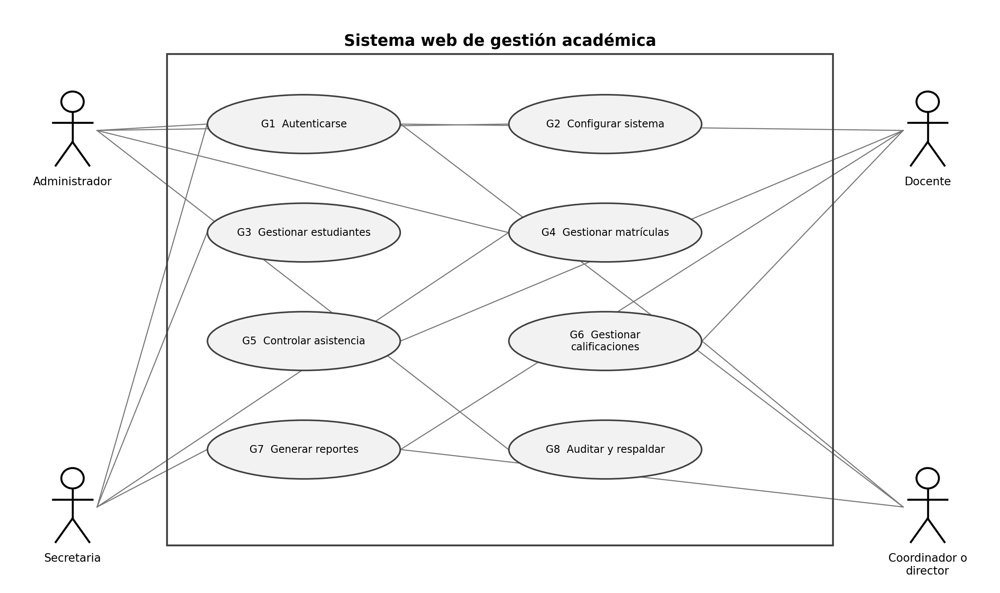 Sistema web de gestión académica
G1  Autenticarse
G2  Configurar sistema
Administrador
Docente
G3  Gestionar estudiantes
G4  Gestionar matrículas
G5  Controlar asistencia
G6  Gestionar
calificaciones
G7  Generar reportes
G8  Auditar y respaldar
Secretaria
Coordinador o
director